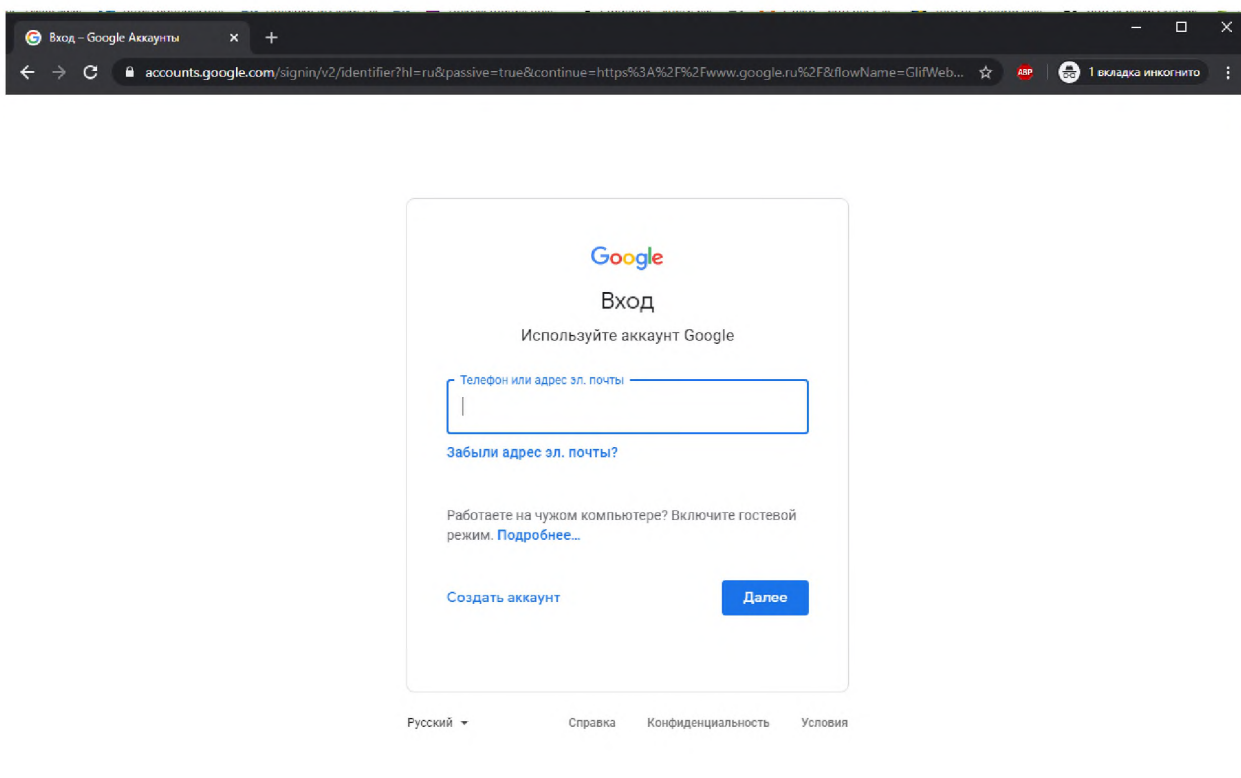 Вход – Google Аккаунты
accounts.google.com/signin/v2/identifier?hl=ru&passive=true&continue=https%3A%2F%2Fwww.google.ru%2F&flowName=GlifWeb...
ABP
1 вкладка инкогнито
Google
Вход
Используйте аккаунт Google
Телефон или адрес эл. почты
Забыли адрес эл. почты?
Работаете на чужом компьютере? Включите гостевой
режим. Подробнее...
Создать аккаунт
Далее
Русский
Справка
Конфиденциальность
Условия